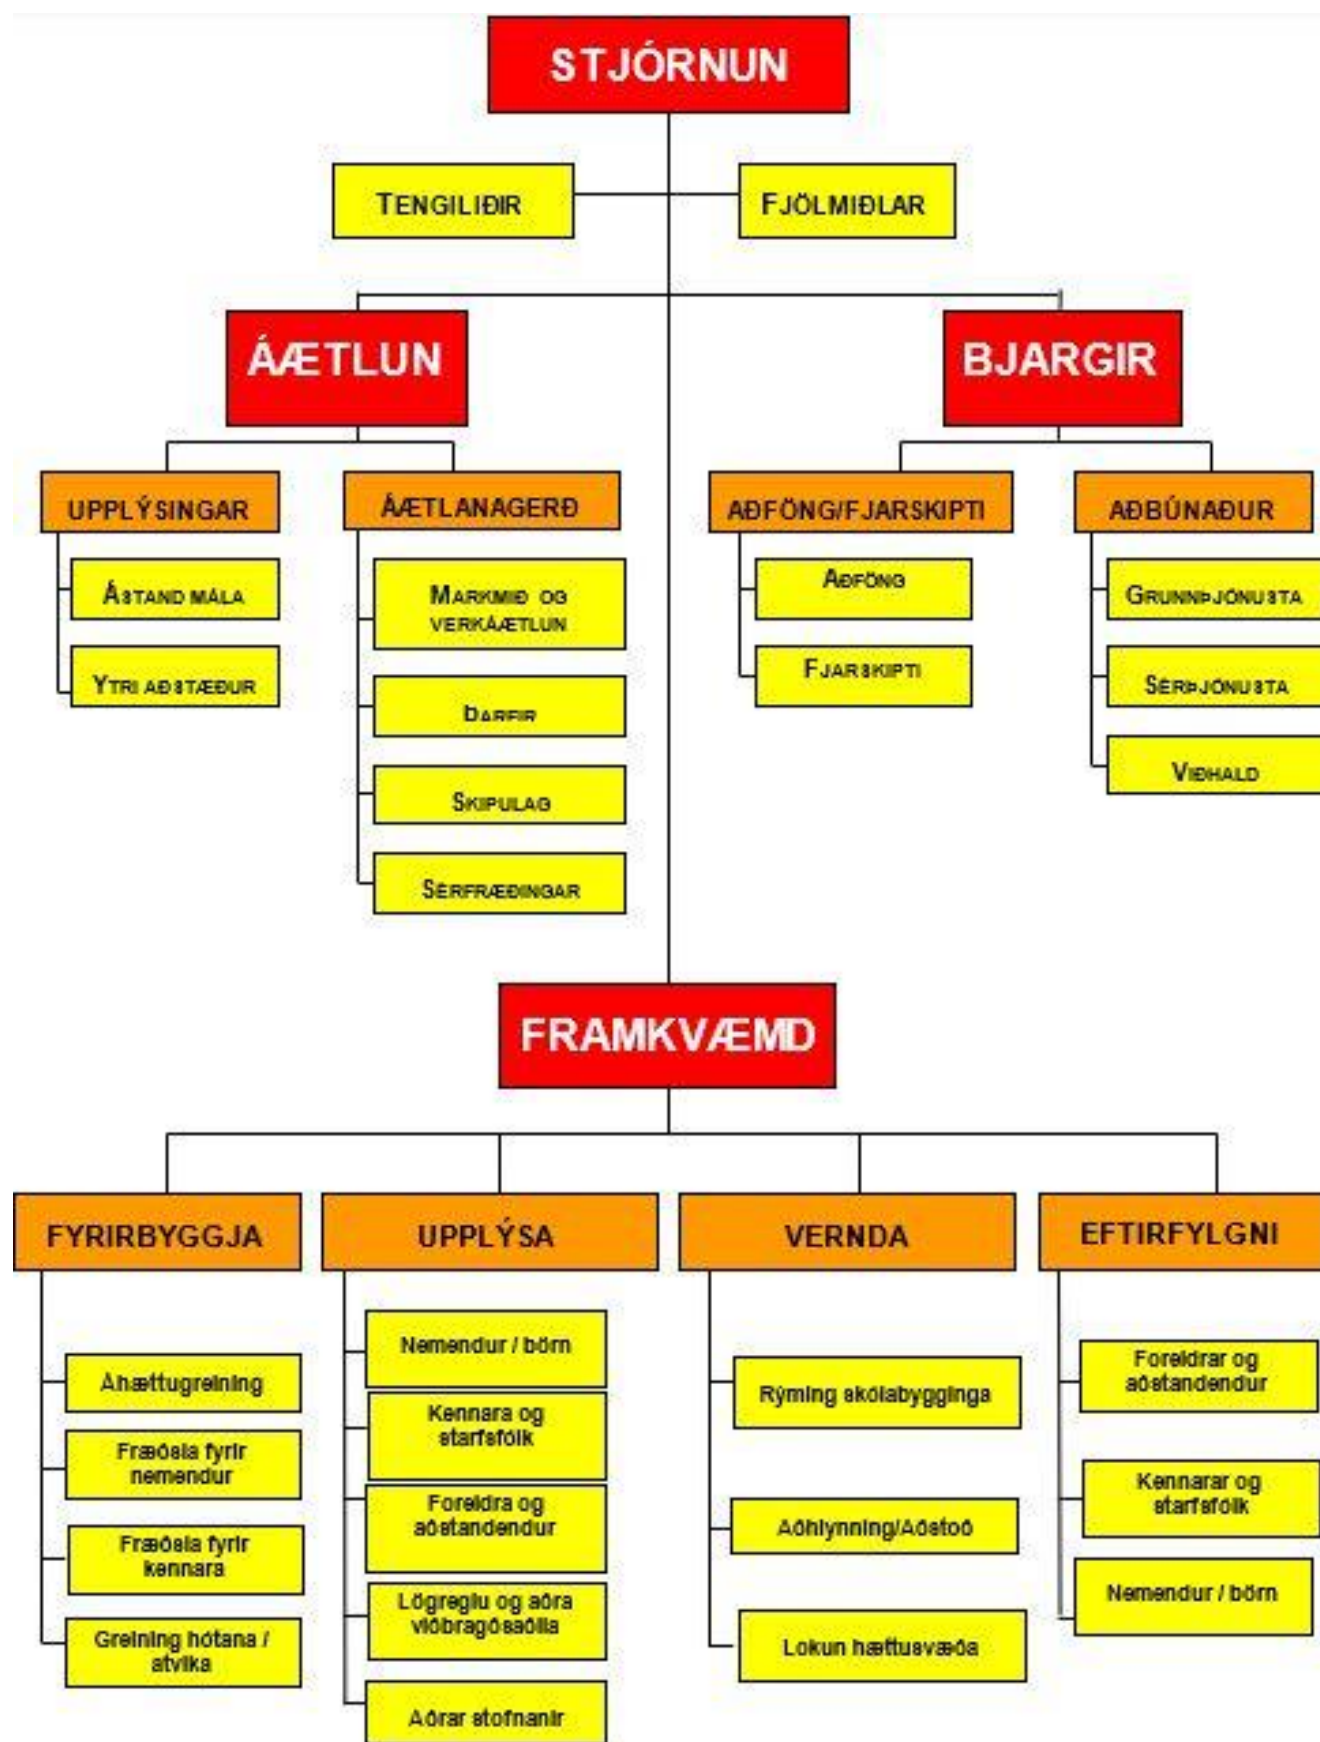 STJÓRNUN
TENGILIÐIR
FJÖLMIÐLAR
ÁÆTLUN
BJARGIR
UPPLÝSINGAR
ÁÆTLANAGERÐ
AÐFÖNG/FJARSKIPTI
AÐBÚNAÐUR
ÁSTAND MÁLA
YTRI AÐSTÆÐUR
MARKMIÐ OG
VERKÁÆTLUN
ÞARFIR
SKIPULAG
SÉRFRÆÐINGAR
AÐFÖNG
FJARSKIPTI
GRUNNÞJÓNUSTA
SÉRÞJÓNUSTA
VIÐHALD
FRAMKVÆMD
FYRIRBYGGJA
UPPLÝSA
VERNDA
EFTIRFYLGNI
Áhættugreining
Fræðsla fyrir
nemendur
Fræðsla fyrir
kennara
Greining hótana /
atvika
Nemendur / börn
Kennara og
starfsfólk
Foreldra og
aðstandendur
Lögreglu og aðra
viðbragðsaðila
Aðrar stofnanir
Rýming skólabygginga
Aðhlynning/Aðstoð
Lokun hættusvæða
Foreldrar og
aðstandendur
Kennarar og
starfsfólk
Nemendur / börn